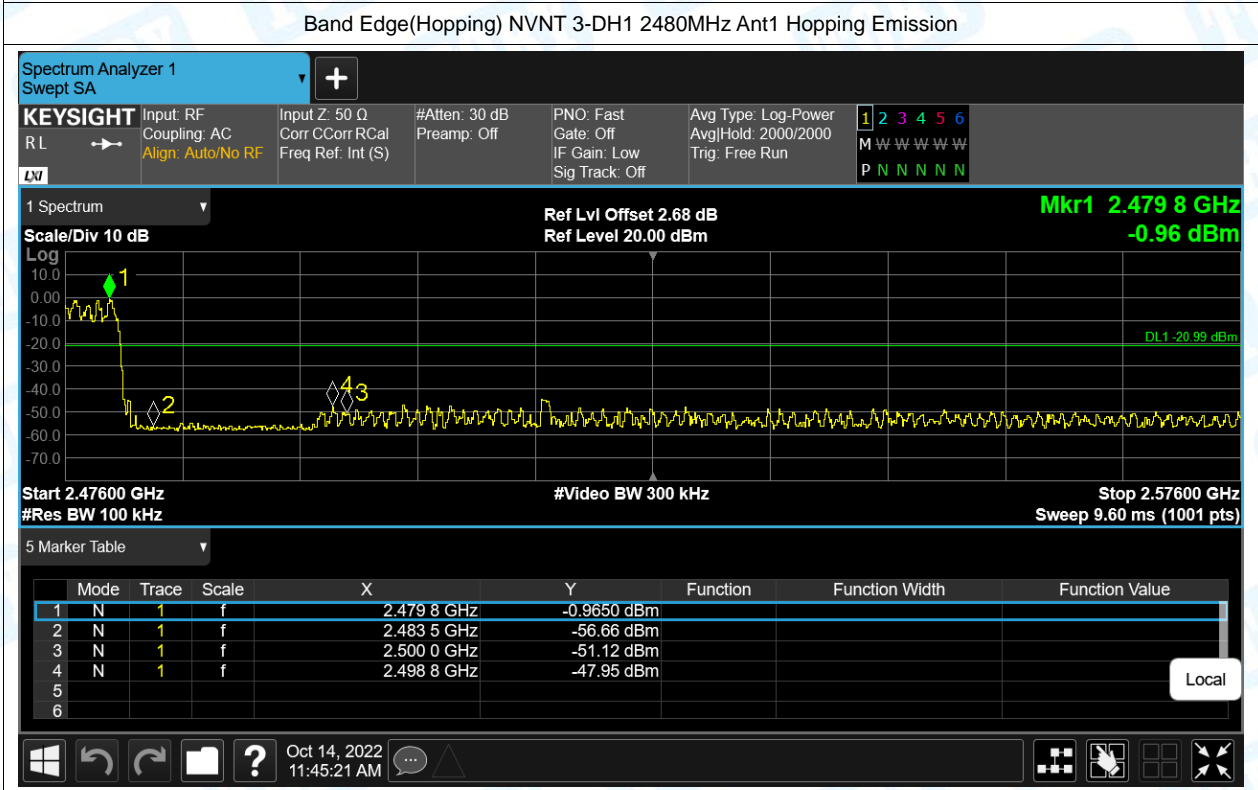 Band Edge(Hopping) NVNT 3-DH1 2480MHz Ant1 Hopping Emission
Spectrum Analyzer 1
Swept SA
KEYSIGHT
RL
LXI
Input: RF
Coupling: AC
Align: Auto/No RF
Input Z: 50 Ω
Corr CCorr RCal
Freq Ref: Int (S)
#Atten: 30 dB
Preamp: Off
PNO: Fast
Gate: Off
IF Gain: Low
Sig Track: Off
Avg Type: Log-Power
Avg|Hold: 2000/2000
Trig: Free Run
1 2 3 4 5 6
M W W W W W
P N N N N N
1 Spectrum
Scale/Div 10 dB
Ref Lvl Offset 2.68 dB
Ref Level 20.00 dBm
Mkr1 2.479 8 GHz
-0.96 dBm
Log
10.0
0.00
-10.0
-20.0
-30.0
-40.0
-50.0
-60.0
-70.0
1
2
4
3
DL1 -20.99 dBm
Start 2.47600 GHz
#Res BW 100 kHz
#Video BW 300 kHz
Stop 2.57600 GHz
Sweep 9.60 ms (1001 pts)
5 Marker Table
Mode Trace Scale X Y Function Function Width Function Value
1 N 1 f 2.479 8 GHz -0.9650 dBm
2 N 1 f 2.483 5 GHz -56.66 dBm
3 N 1 f 2.500 0 GHz -51.12 dBm
4 N 1 f 2.498 8 GHz -47.95 dBm
5
6
Local
?
Oct 14, 2022
11:45:21 AM